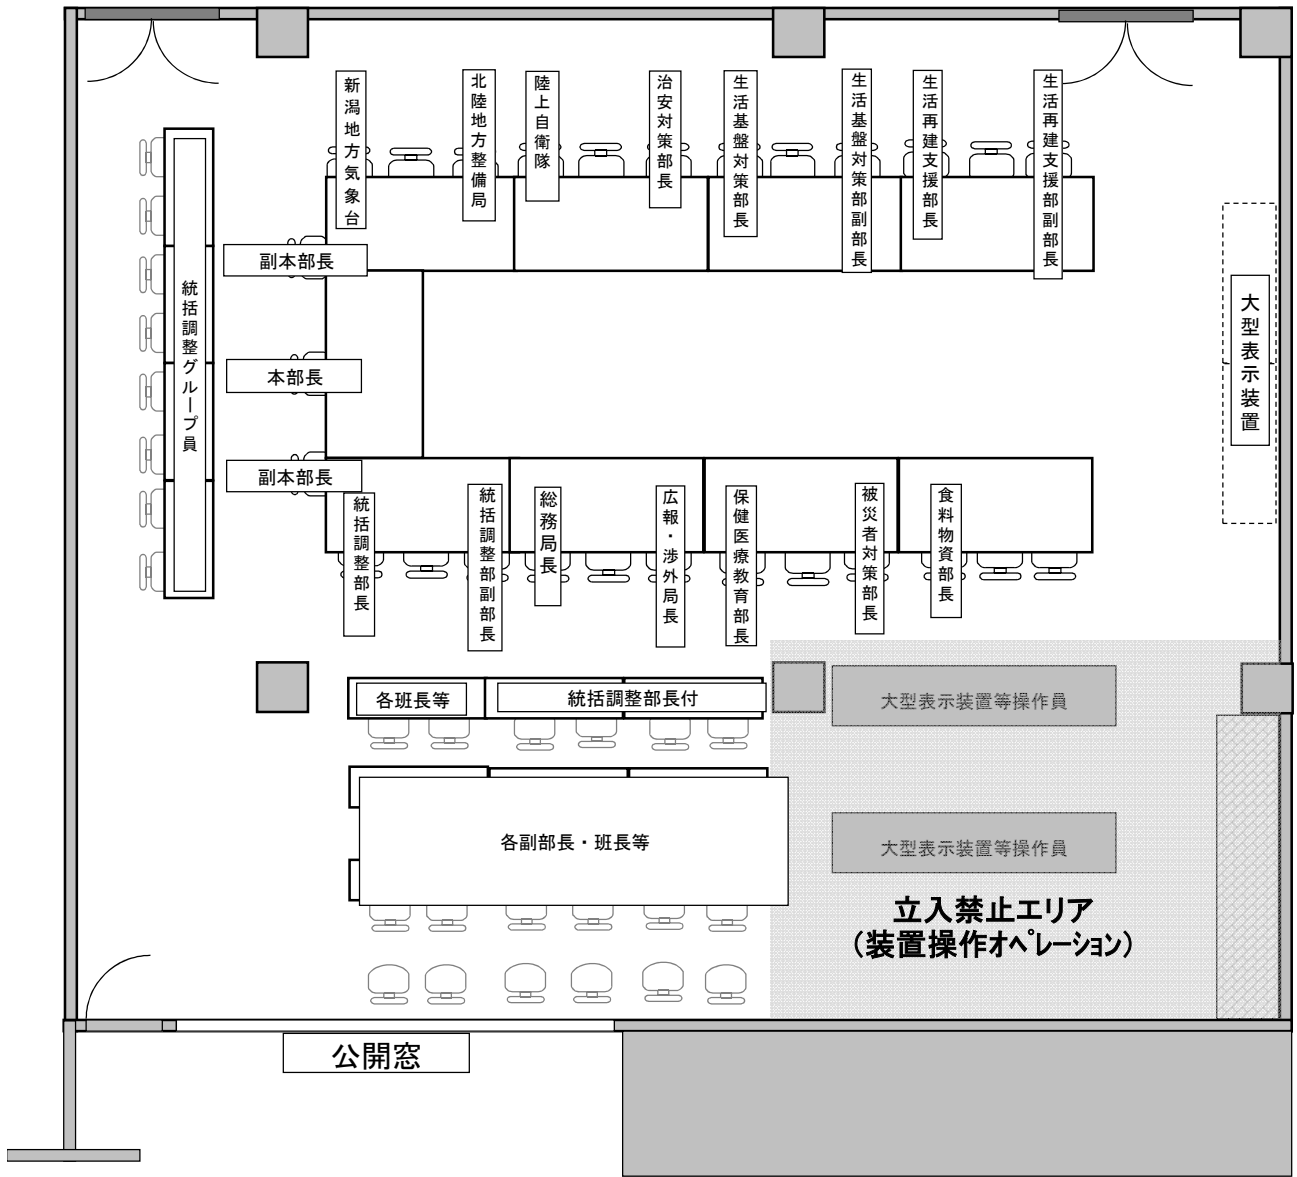 新潟地方気象台
北陸地方整備局
陸上自衛隊
治安対策部長
生活基盤対策部長
生活基盤対策部副部長
生活再建支援部長
生活再建支援部副部長
統括調整グループ員
副本部長
本部長
副本部長
大型表示装置
統括調整部長
統括調整部副部長
総務局長
広報・渉外局長
保健医療教育部長
被災者対策部長
食料物資部長
各班長等
統括調整部長付
大型表示装置等操作員
各副部長・班長等
大型表示装置等操作員
立入禁止エリア
（装置操作ｵﾍﾟﾚｰｼｮﾝ）
公開窓